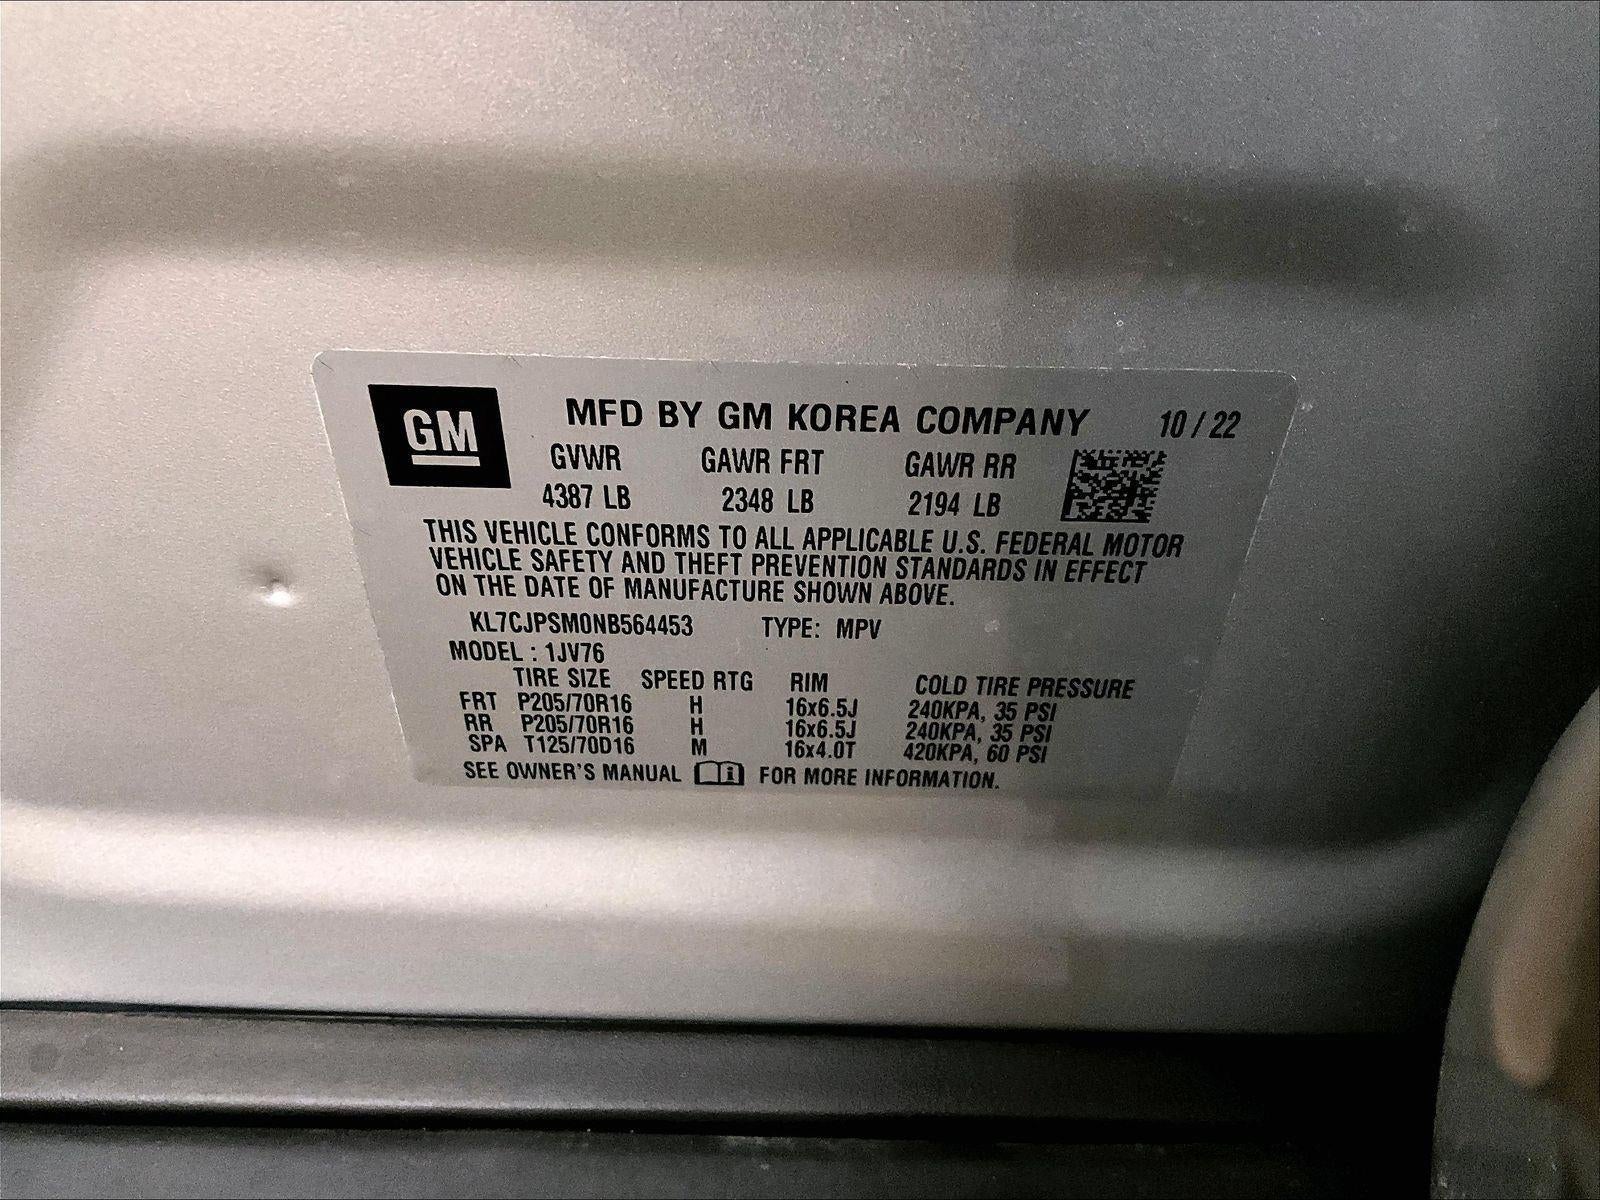 GM
MFD BY GM KOREA COMPANY 10 / 22
GVWR GAWR FRT GAWR RR
4387 LB 2348 LB 2194 LB
THIS VEHICLE CONFORMS TO ALL APPLICABLE U.S. FEDERAL MOTOR
VEHICLE SAFETY AND THEFT PREVENTION STANDARDS IN EFFECT
ON THE DATE OF MANUFACTURE SHOWN ABOVE.
KL7CJPSM0NB564453 TYPE: MPV
MODEL : 1JV76
TIRE SIZE SPEED RTG RIM COLD TIRE PRESSURE
FRT P205/70R16 H 16x6.5J 240KPA, 35 PSI
RR P205/70R16 H 16x6.5J 240KPA, 35 PSI
SPA T125/70D16 M 16x4.0T 420KPA, 60 PSI
SEE OWNER'S MANUAL i FOR MORE INFORMATION.